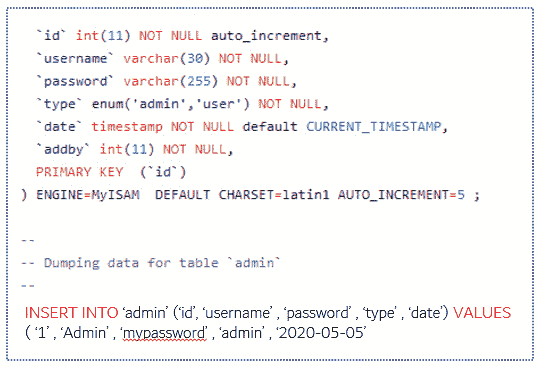 `id` int(11) NOT NULL auto_increment,
`username` varchar(30) NOT NULL,
`password` varchar(255) NOT NULL,
`type` enum('admin','user') NOT NULL,
`date` timestamp NOT NULL default CURRENT_TIMESTAMP,
`addby` int(11) NOT NULL,
PRIMARY KEY  (`id`)
) ENGINE=MyISAM  DEFAULT CHARSET=latin1 AUTO_INCREMENT=5 ;
--
-- Dumping data for table `admin`
--
INSERT INTO ‘admin’ (‘id’, ‘username’ , ‘password’ , ‘type’ , ‘date’) VALUES
( ‘1’ , ‘Admin’ , ‘mypassword’ , ‘admin’ , ‘2020-05-05’